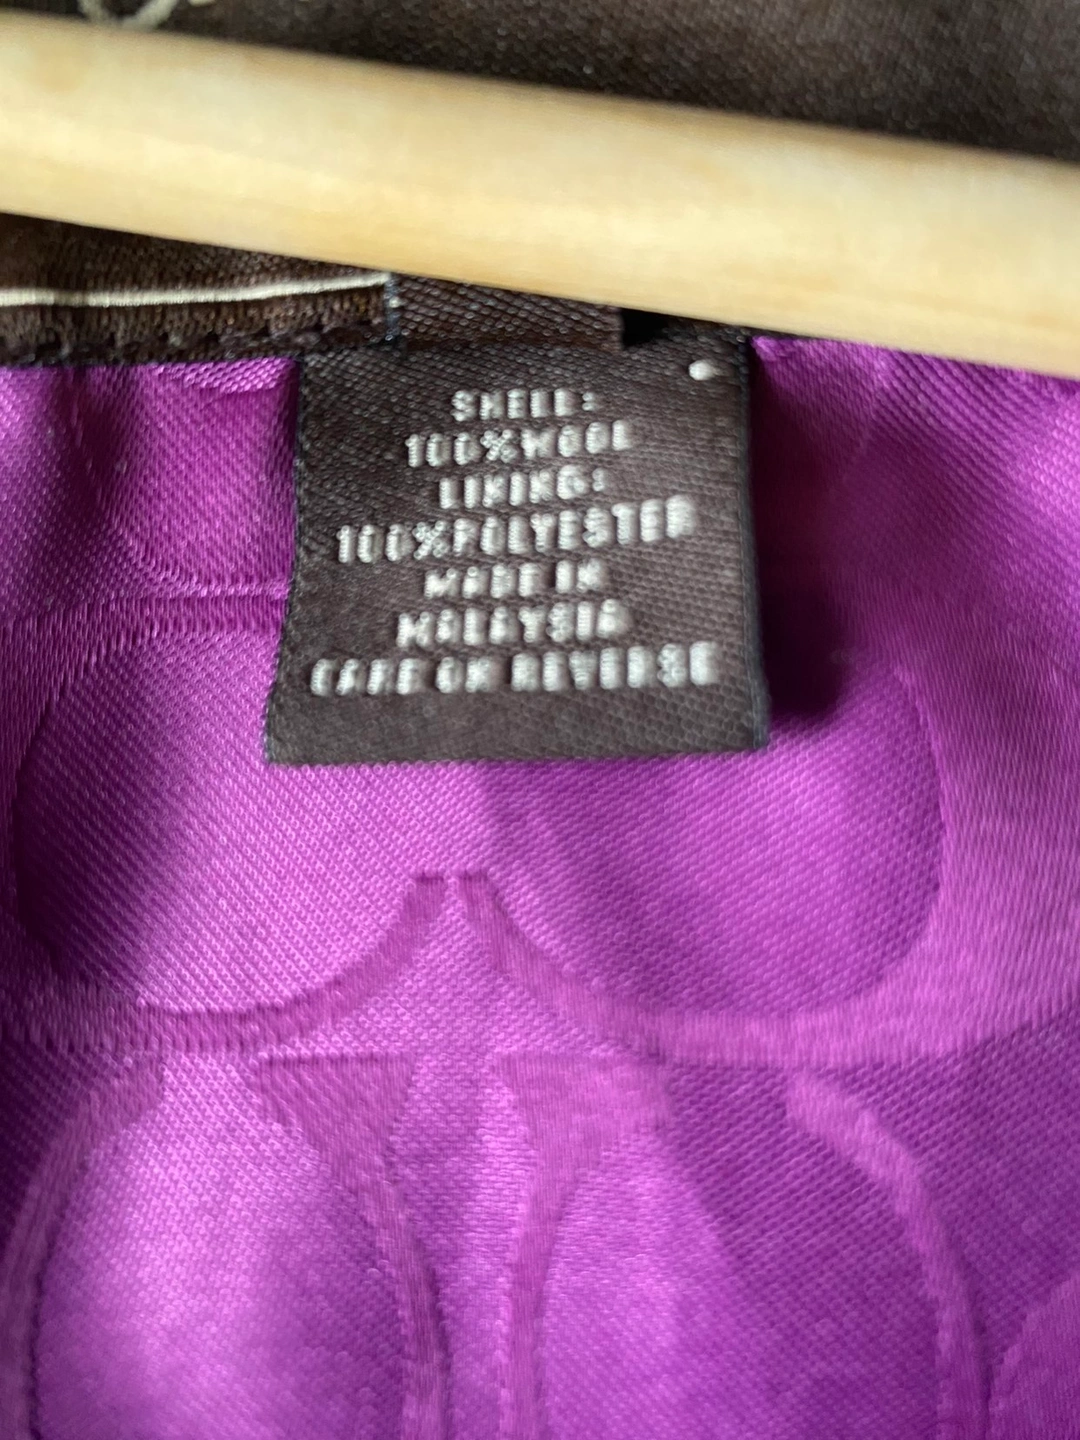 SHELL:
100%WOOL
LINING:
100%POLYESTER
MADE IN
MALAYSIA
CARE ON REVERSE